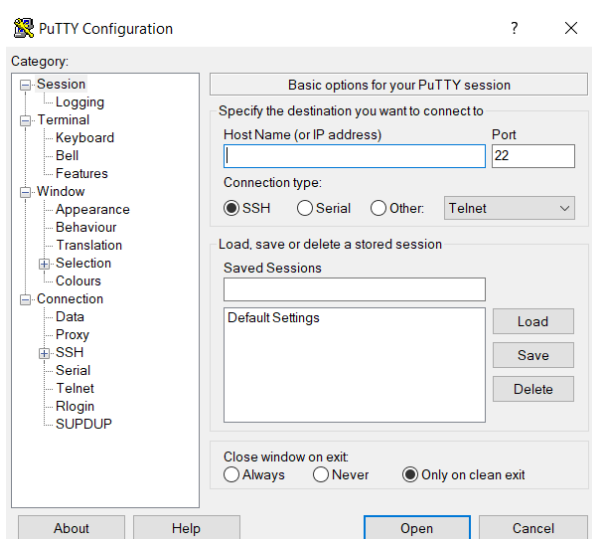 PuTTY Configuration ? ×
Category:
Session
Logging
Terminal
Keyboard
Bell
Features
Window
Appearance
Behaviour
Translation
Selection
Colours
Connection
Data
Proxy
SSH
Serial
Telnet
Rlogin
SUPDUP
Basic options for your PuTTY session
Specify the destination you want to connect to
Host Name (or IP address) Port
22
Connection type:
SSH Serial Other: Telnet
Load, save or delete a stored session
Saved Sessions
Default Settings
Load
Save
Delete
Close window on exit:
Always Never Only on clean exit
About Help Open Cancel